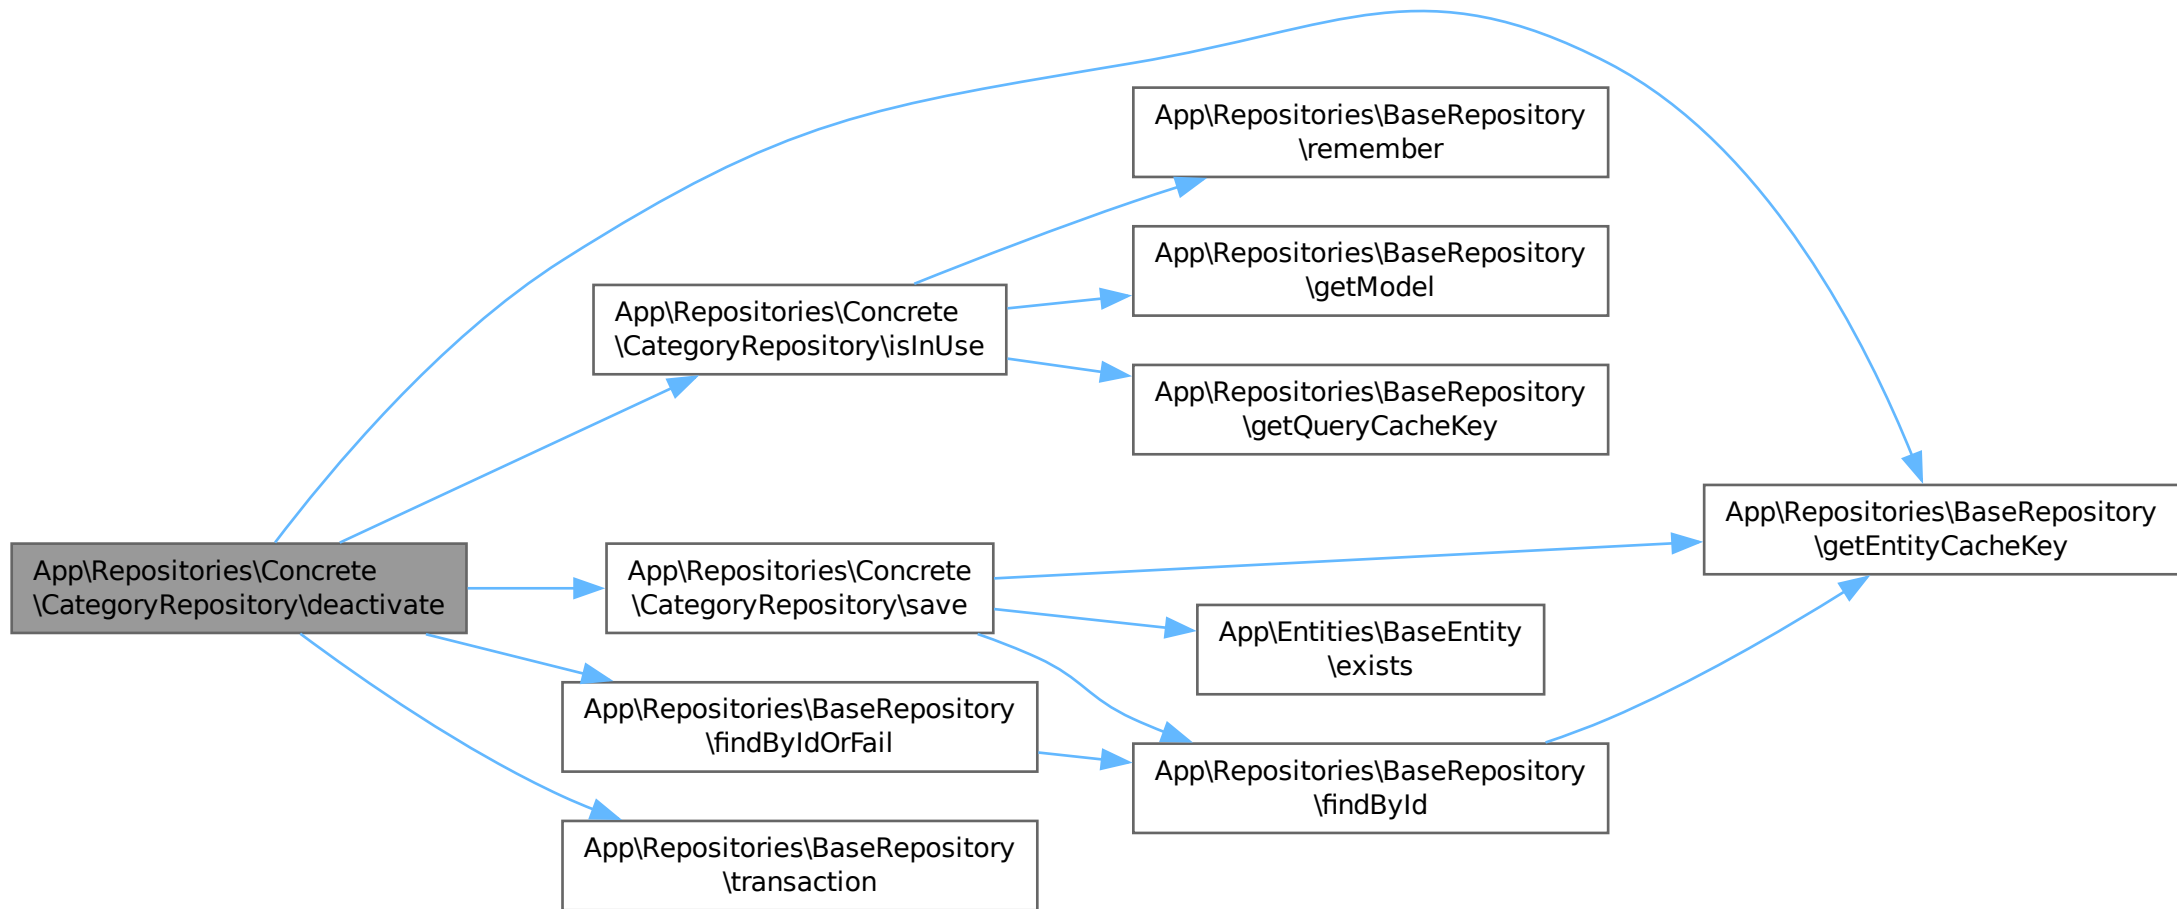 App\Repositories\Concrete
\CategoryRepository\deactivate
App\Repositories\Concrete
\CategoryRepository\isInUse
App\Repositories\BaseRepository
\remember
App\Repositories\BaseRepository
\getModel
App\Repositories\BaseRepository
\getQueryCacheKey
App\Repositories\Concrete
\CategoryRepository\save
App\Repositories\BaseRepository
\getEntityCacheKey
App\Entities\BaseEntity
\exists
App\Repositories\BaseRepository
\findByIdOrFail
App\Repositories\BaseRepository
\findById
App\Repositories\BaseRepository
\transaction